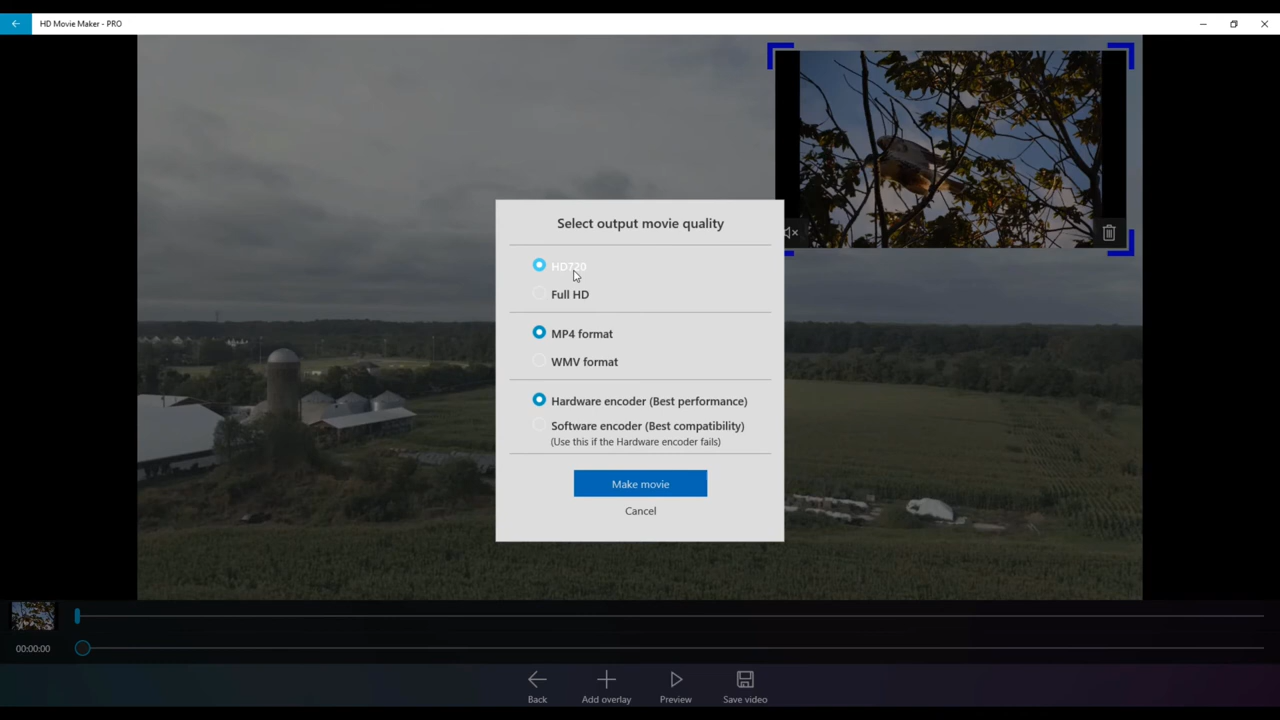 HD Movie Maker - PRO
Select output movie quality
HD720
Full HD
MP4 format
WMV format
Hardware encoder (Best performance)
Software encoder (Best compatibility)
(Use this if the Hardware encoder fails)
Make movie
Cancel
00:00:00
Back
Add overlay
Preview
Save video